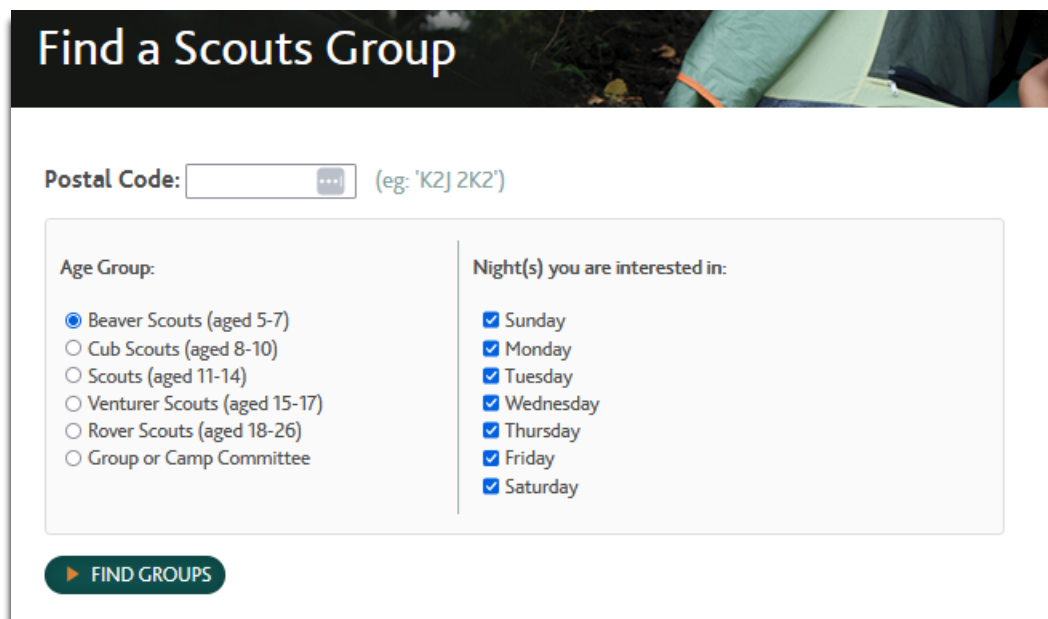 Find a Scouts Group
Postal Code: (eg: 'K2J 2K2')
Age Group:
Beaver Scouts (aged 5-7)
Cub Scouts (aged 8-10)
Scouts (aged 11-14)
Venturer Scouts (aged 15-17)
Rover Scouts (aged 18-26)
Group or Camp Committee
Night(s) you are interested in:
Sunday
Monday
Tuesday
Wednesday
Thursday
Friday
Saturday
FIND GROUPS